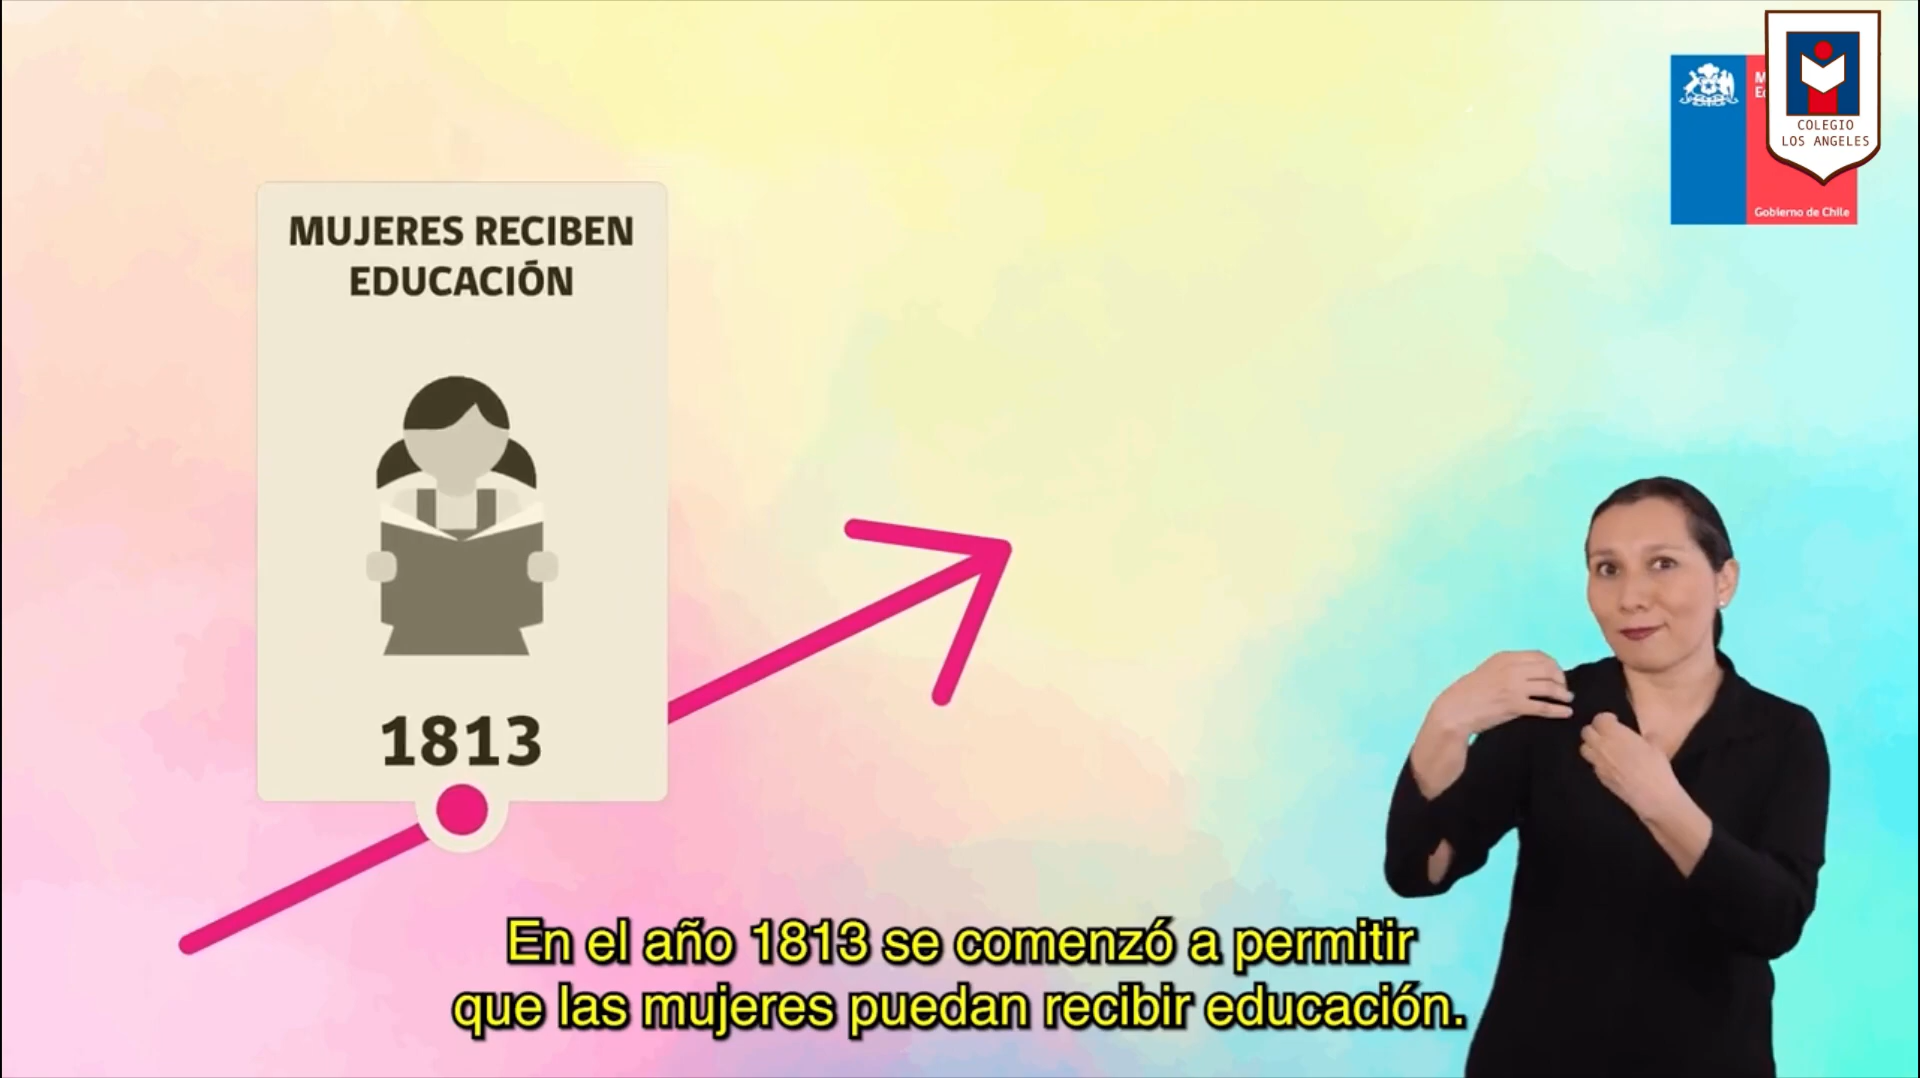 MUJERES RECIBEN
EDUCACIÓN
1813
COLEGIO
LOS ANGELES
Gobierno de Chile
En el año 1813 se comenzó a permitir
que las mujeres puedan recibir educación.